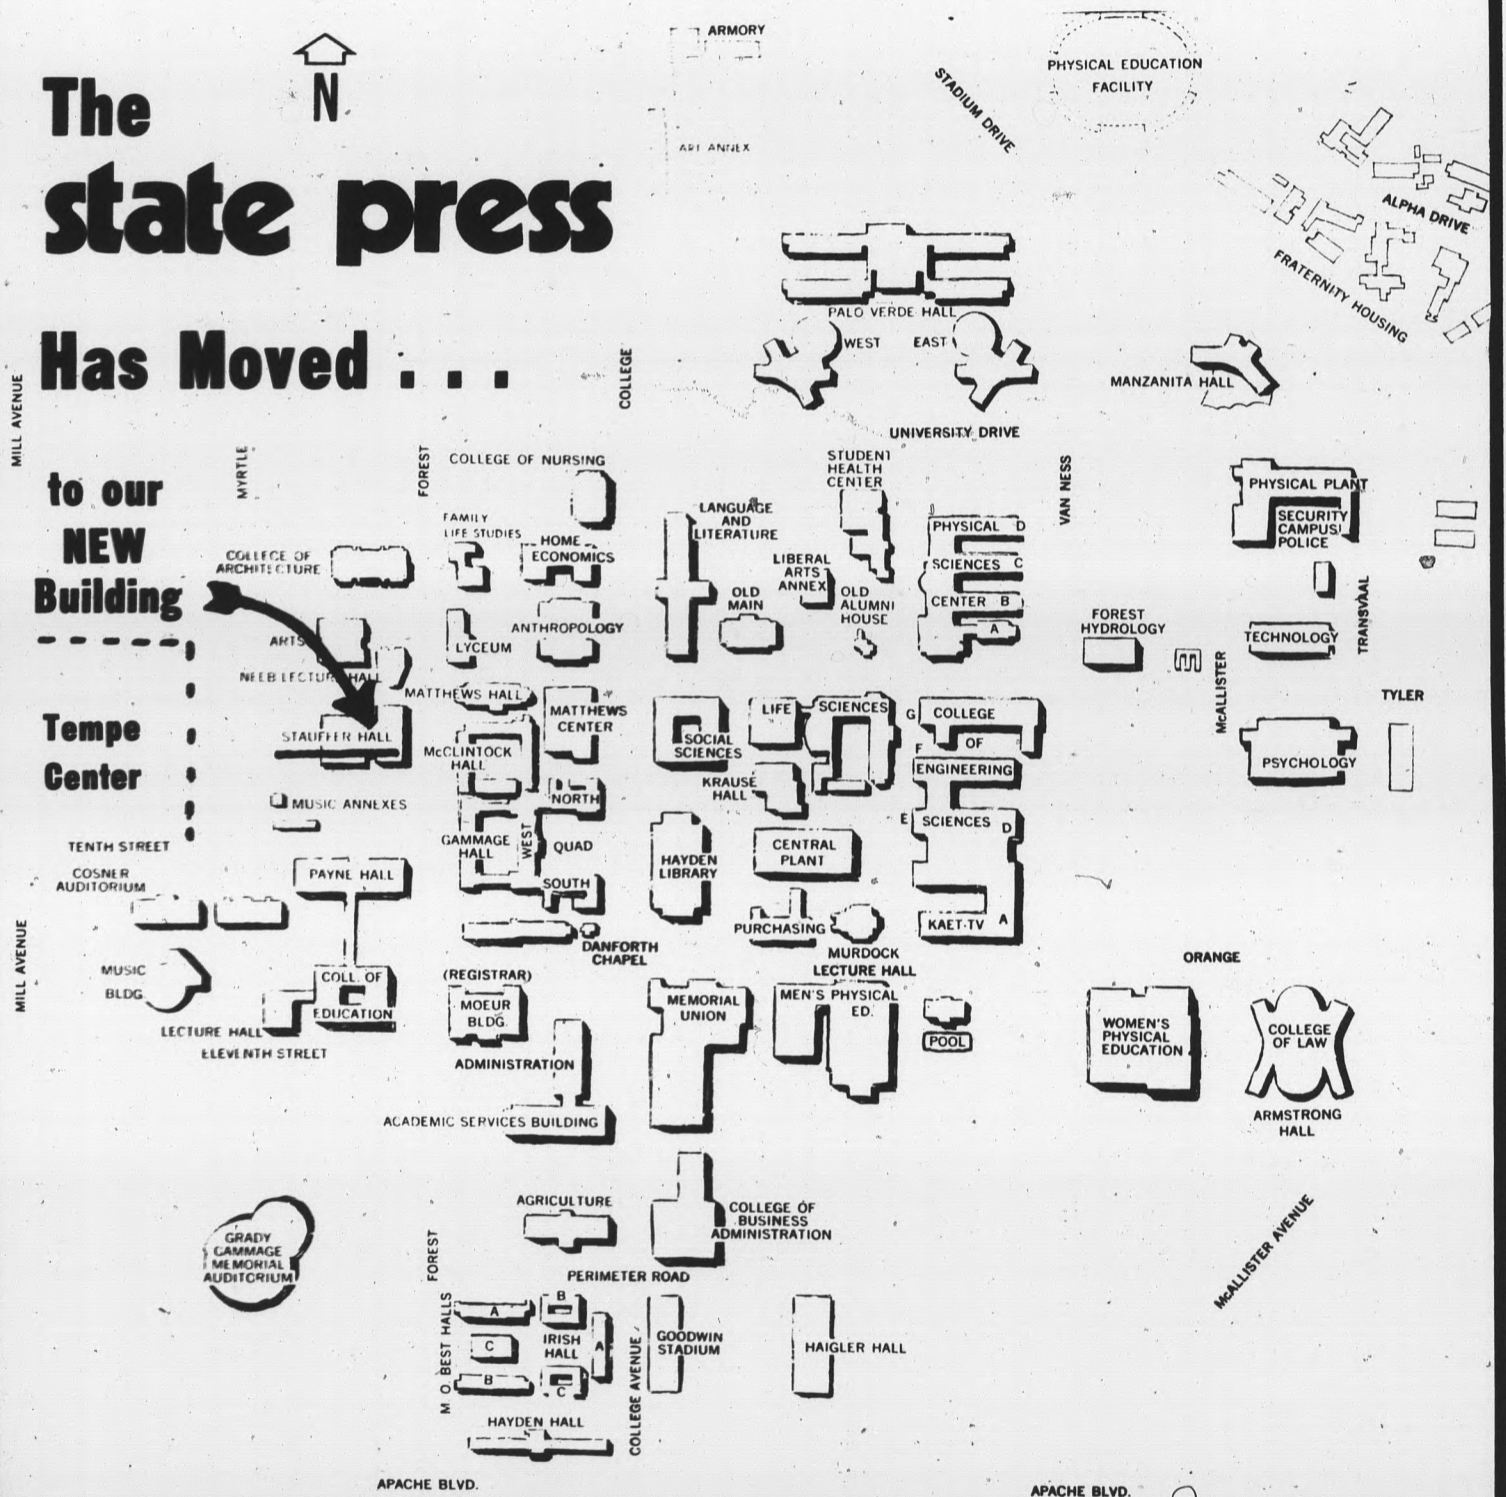 The
N
state press
Has Moved . . .
to our
NEW
Building
Tempe
Center
ARMORY
PHYSICAL EDUCATION
FACILITY
STADIUM DRIVE
ART ANNEX
ALPHA DRIVE
FRATERNITY HOUSING
PALO VERDE HALL
WEST
EAST
MANZANITA HALL
MILL AVENUE
COLLEGE
UNIVERSITY DRIVE
MYRTLE
FOREST
COLLEGE OF NURSING
STUDENT
HEALTH
CENTER
VAN NESS
PHYSICAL PLANT
SECURITY
CAMPUS
POLICE
FAMILY
LIFE STUDIES
HOME
ECONOMICS
LANGUAGE
AND
LITERATURE
PHYSICAL D
SCIENCES C
CENTER B
A
COLLEGE OF
ARCHITECTURE
LIBERAL
ARTS
ANNEX
OLD
MAIN
OLD
ALUMNI
HOUSE
FOREST
HYDROLOGY
TECHNOLOGY
TRANSVAAL
McALLISTER
TYLER
ARTS
LYCEUM
ANTHROPOLOGY
NEEB LECTURE HALL
MATTHEWS HALL
MATTHEWS
CENTER
STAUFFER HALL
McCLINTOCK
HALL
SOCIAL
SCIENCES
LIFE
SCIENCES
G
COLLEGE
OF
F
ENGINEERING
E
SCIENCES D
PSYCHOLOGY
KRAUSE
HALL
MUSIC ANNEXES
NORTH
GAMMAGE
HALL
WEST
QUAD
SOUTH
HAYDEN
LIBRARY
CENTRAL
PLANT
TENTH STREET
COSNER
AUDITORIUM
PAYNE HALL
PURCHASING
MURDOCK
LECTURE HALL
KAET-TV A
DANFORTH
CHAPEL
MILL AVENUE
MUSIC
BLDG
COLL. OF
EDUCATION
LECTURE HALL
ELEVENTH STREET
(REGISTRAR)
MOEUR
BLDG.
ADMINISTRATION
ACADEMIC SERVICES BUILDING
MEMORIAL
UNION
MEN'S PHYSICAL
ED.
POOL
ORANGE
WOMEN'S
PHYSICAL
EDUCATION
COLLEGE
OF LAW
ARMSTRONG
HALL
GRADY
GAMMAGE
MEMORIAL
AUDITORIUM
AGRICULTURE
COLLEGE OF
BUSINESS
ADMINISTRATION
McALLISTER AVENUE
FOREST
PERIMETER ROAD
M. O. BEST HALLS
A
C
B
B
IRISH
HALL
A
C
COLLEGE AVENUE
GOODWIN
STADIUM
HAIGLER HALL
HAYDEN HALL
APACHE BLVD.
APACHE BLVD.